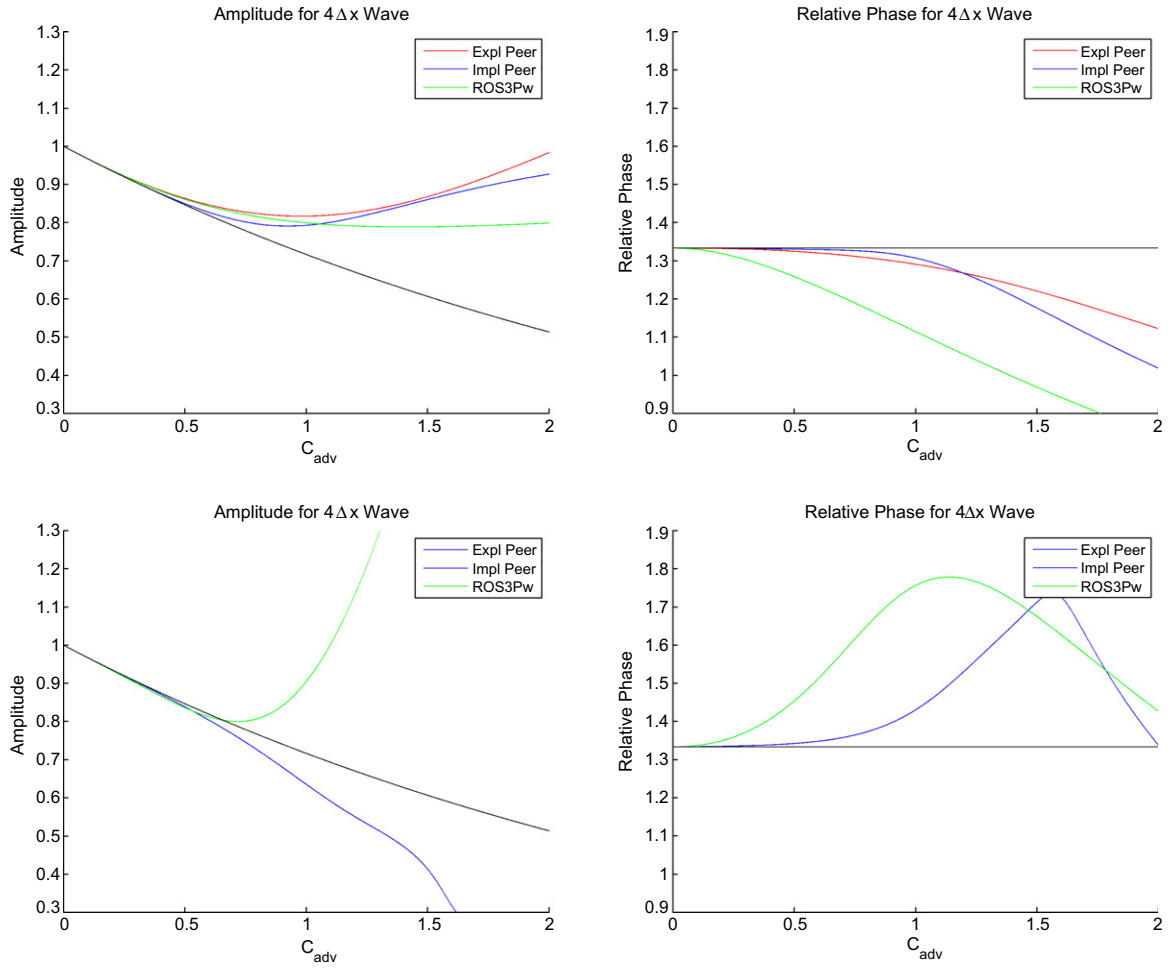 Amplitude for 4Δx Wave
1.3
1.2
1.1
1
0.9
0.8
0.7
0.6
0.5
0.4
0.3
Amplitude
Expl Peer
Impl Peer
ROS3Pw
0
0.5
1
1.5
2
C_adv
Relative Phase for 4Δx Wave
1.9
1.8
1.7
1.6
1.5
1.4
1.3
1.2
1.1
1
0.9
Relative Phase
Expl Peer
Impl Peer
ROS3Pw
0
0.5
1
1.5
2
C_adv
Amplitude for 4Δx Wave
1.3
1.2
1.1
1
0.9
0.8
0.7
0.6
0.5
0.4
0.3
Amplitude
Expl Peer
Impl Peer
ROS3Pw
0
0.5
1
1.5
2
C_adv
Relative Phase for 4Δx Wave
1.9
1.8
1.7
1.6
1.5
1.4
1.3
1.2
1.1
1
0.9
Relative Phase
Expl Peer
Impl Peer
ROS3Pw
0
0.5
1
1.5
2
C_adv